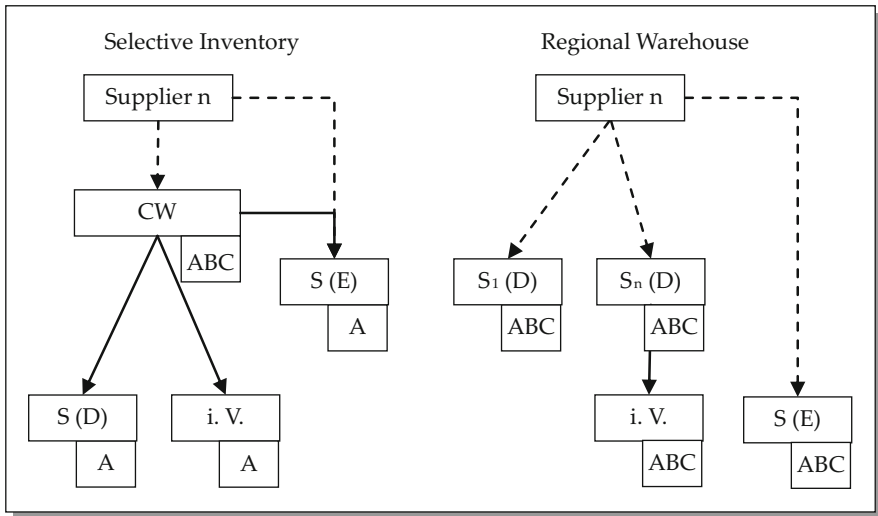 Selective Inventory
Supplier n
CW
ABC
S (E)
A
S (D)
A
i. V.
A
Regional Warehouse
Supplier n
S₁ (D)
ABC
Sₙ (D)
ABC
i. V.
ABC
S (E)
ABC